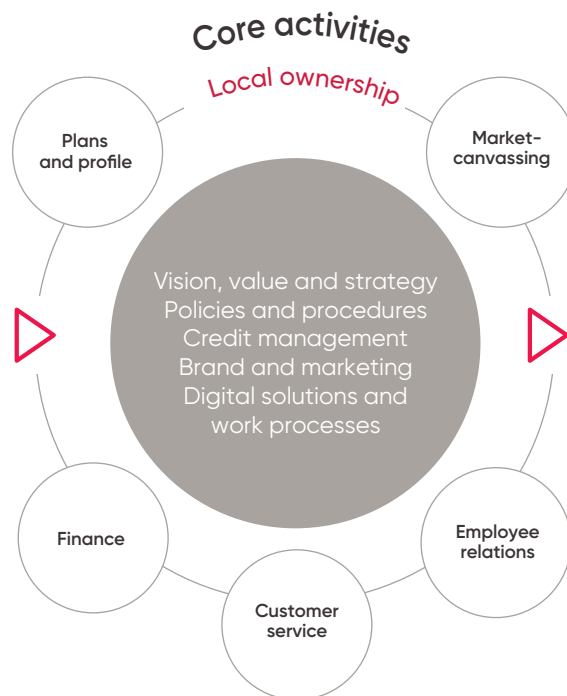 Core activities
Local ownership
Plans
and profile
Market-
canvassing
Vision, value and strategy
Policies and procedures
Credit management
Brand and marketing
Digital solutions and
work processes
Finance
Employee
relations
Customer
service